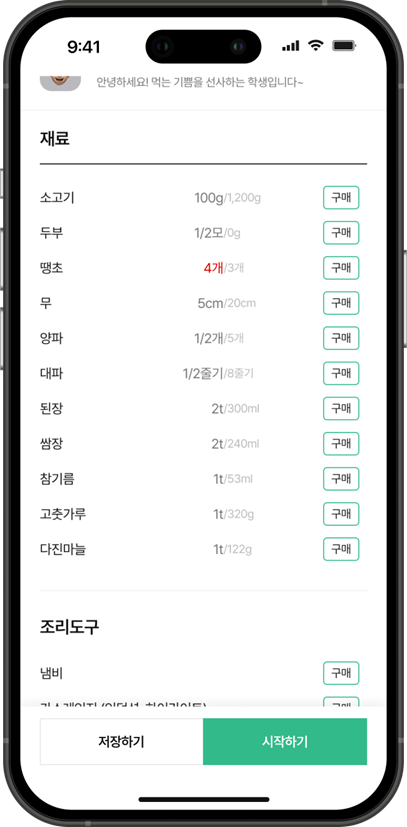 9:41
안녕하세요! 먹는 기쁨을 선사하는 학생입니다~
재료
소고기 100g/1,200g 구매
두부 1/2모/0g 구매
땡초 4개/3개 구매
무 5cm/20cm 구매
양파 1/2개/5개 구매
대파 1/2줄기/8줄기 구매
된장 2t/300ml 구매
쌈장 2t/240ml 구매
참기름 1t/53ml 구매
고춧가루 1t/320g 구매
다진마늘 1t/122g 구매
조리도구
냄비 구매
저장하기 시작하기